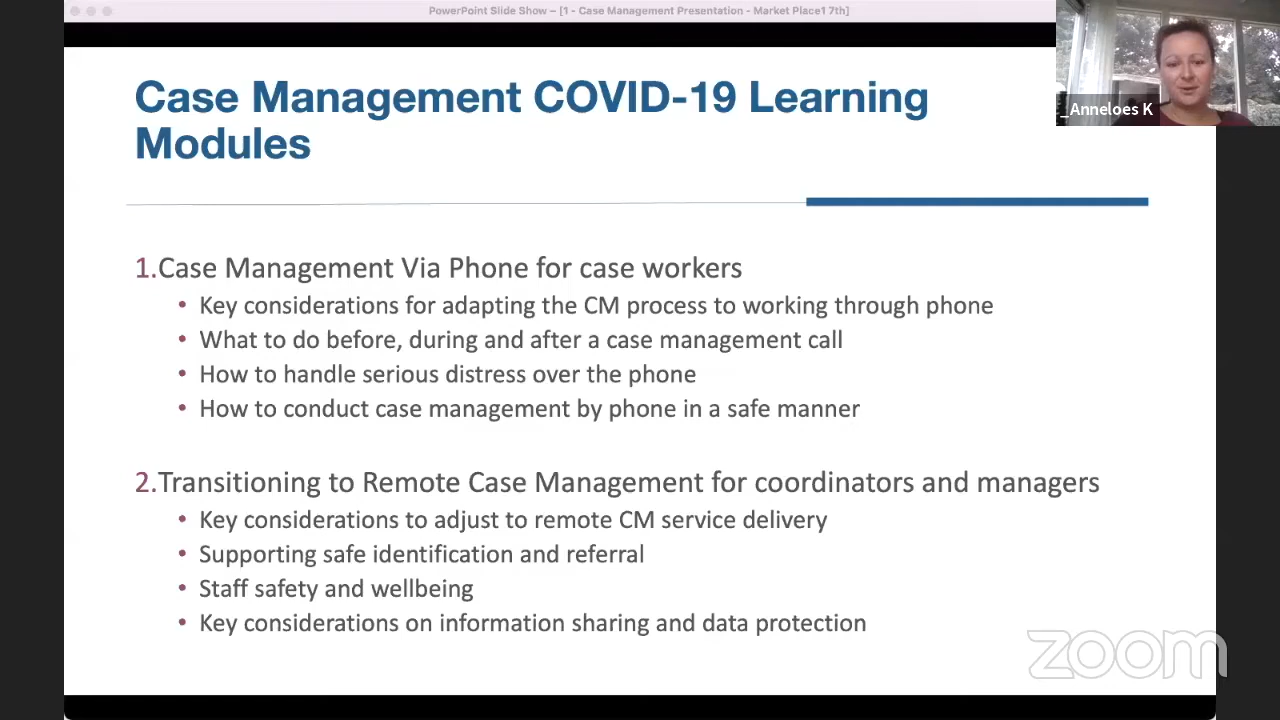 PowerPoint Slide Show – [1 - Case Management Presentation - Market Place1 7th]
_Anneloes K
Case Management COVID-19 Learning
Modules
1.Case Management Via Phone for case workers
• Key considerations for adapting the CM process to working through phone
• What to do before, during and after a case management call
• How to handle serious distress over the phone
• How to conduct case management by phone in a safe manner
2.Transitioning to Remote Case Management for coordinators and managers
• Key considerations to adjust to remote CM service delivery
• Supporting safe identification and referral
• Staff safety and wellbeing
• Key considerations on information sharing and data protection
zoom